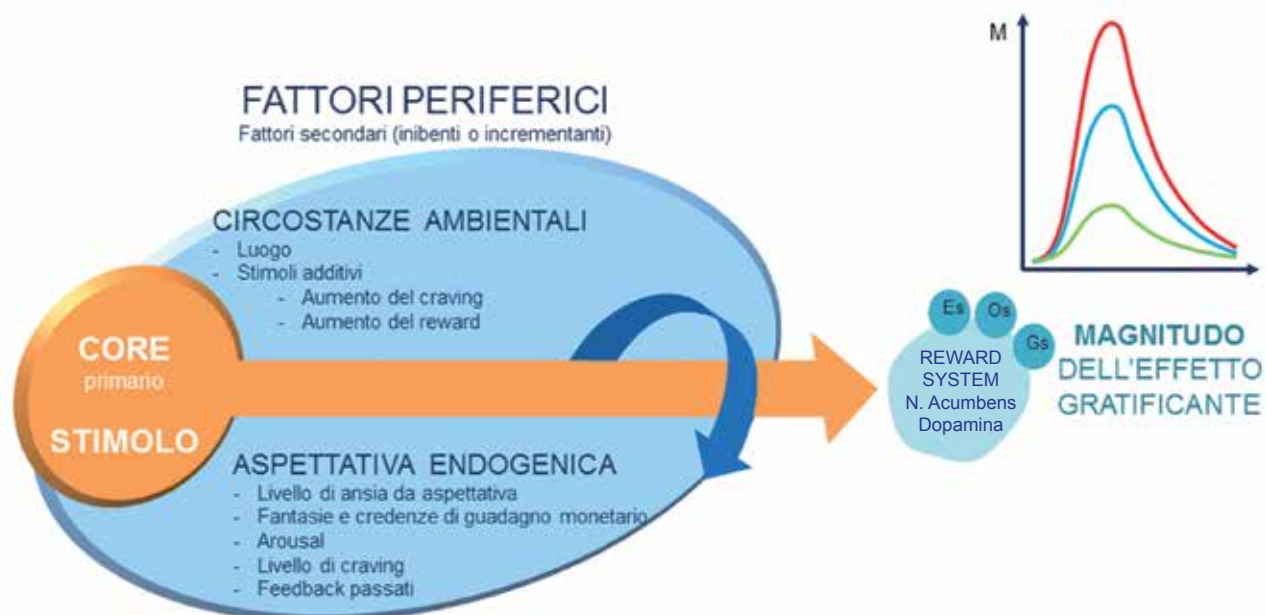 M
FATTORI PERIFERICI
Fattori secondari (inibenti o incrementanti)
CIRCOSTANZE AMBIENTALI
- Luogo
- Stimoli additivi
- Aumento del craving
- Aumento del reward
CORE
primario
STIMOLO
ASPETTATIVA ENDOGENICA
- Livello di ansia da aspettativa
- Fantasie e credenze di guadagno monetario
- Arousal
- Livello di craving
- Feedback passati
Es
Os
Gs
REWARD
SYSTEM
N. Acumbens
Dopamina
MAGNITUDO
DELL'EFFETTO
GRATIFICANTE